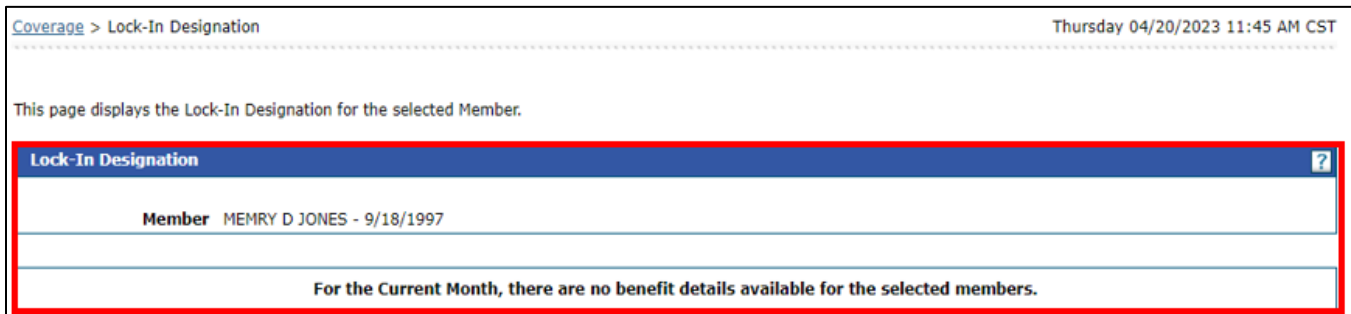 Coverage > Lock-In Designation Thursday 04/20/2023 11:45 AM CST
This page displays the Lock-In Designation for the selected Member.
Lock-In Designation ?
Member MEMRY D JONES - 9/18/1997
For the Current Month, there are no benefit details available for the selected members.